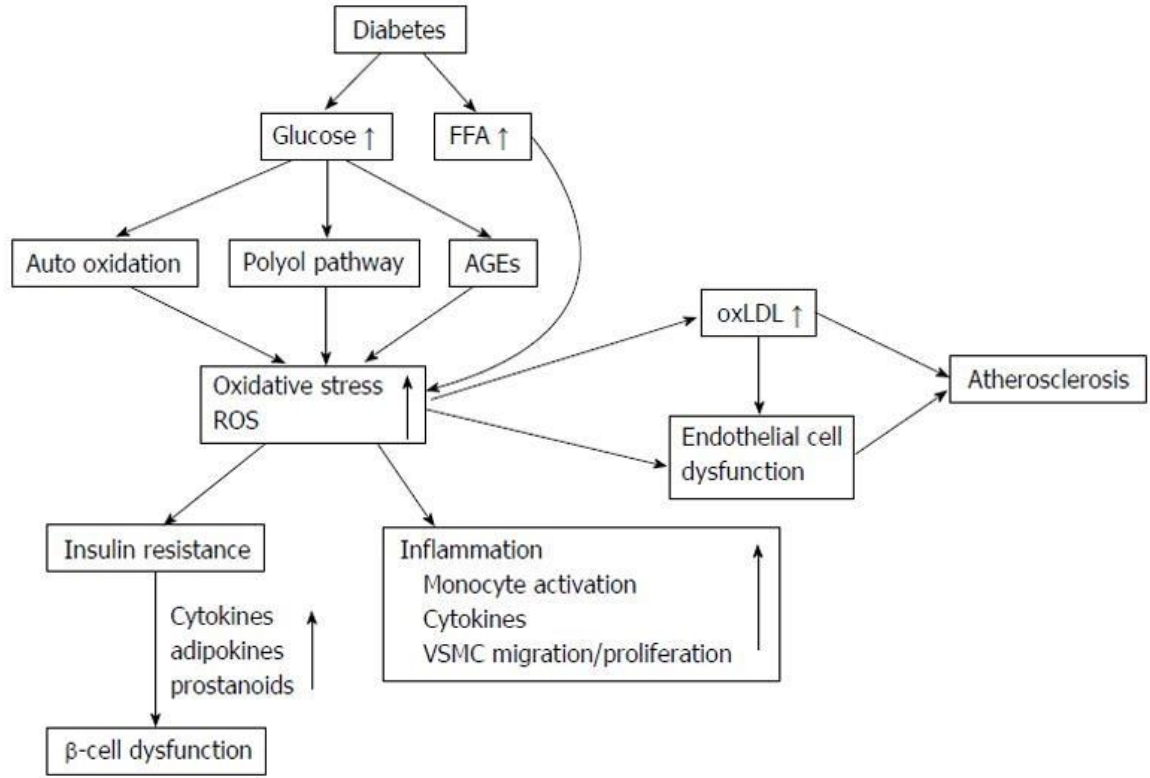 Diabetes
Glucose ↑
FFA ↑
Auto oxidation
Polyol pathway
AGEs
oxLDL ↑
Atherosclerosis
Oxidative stress
ROS
Endothelial cell
dysfunction
Insulin resistance
Inflammation
Monocyte activation
Cytokines
VSMC migration/proliferation
Cytokines
adipokines
prostanoids
β-cell dysfunction